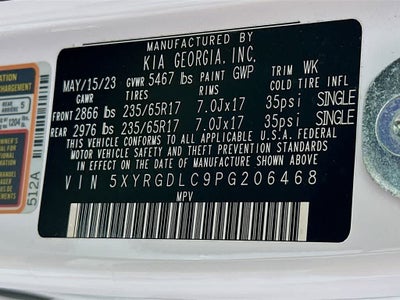 MANUFACTURED BY
KIA GEORGIA, INC.
MAY/15/23 GVWR 5467 lbs PAINT GWP TRIM WK
GAWR COLD TIRE INFL
FRONT 2866 lbs 235/65R17 7.0Jx17 35psi SINGLE
REAR 2976 lbs 235/65R17 7.0Jx17 35psi SINGLE
THIS VEHICLE CONFORMS TO ALL APPLICABLE U.S.A. FEDERAL
MOTOR VEHICLE SAFETY AND THEFT PREVENTION STANDARDS
IN EFFECT ON THE DATE OF MANUFACTURE SHOWN ABOVE
VIN 5XYRGDLC9PG206468
MPV
512A
5